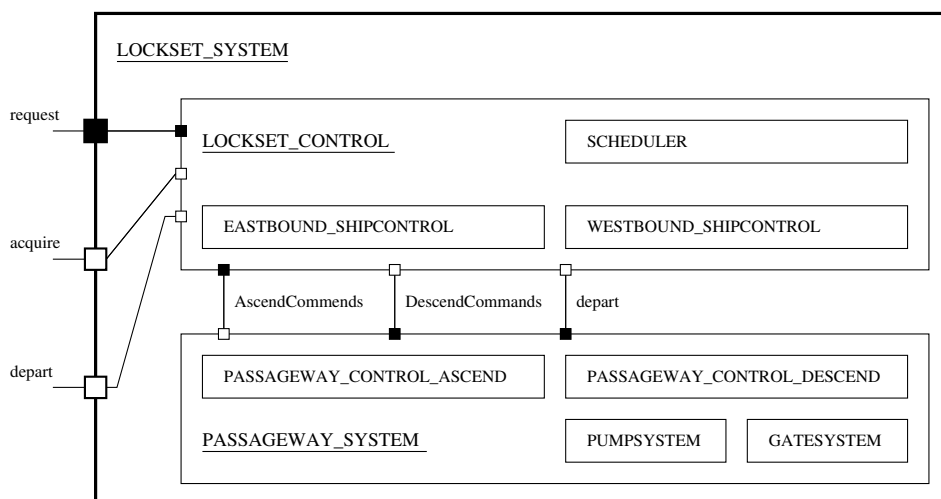 LOCKSET_SYSTEM
request
LOCKSET_CONTROL
SCHEDULER
EASTBOUND_SHIPCONTROL
WESTBOUND_SHIPCONTROL
acquire
AscendCommends
DescendCommands
depart
depart
PASSAGEWAY_CONTROL_ASCEND
PASSAGEWAY_CONTROL_DESCEND
PASSAGEWAY_SYSTEM
PUMPSYSTEM
GATESYSTEM